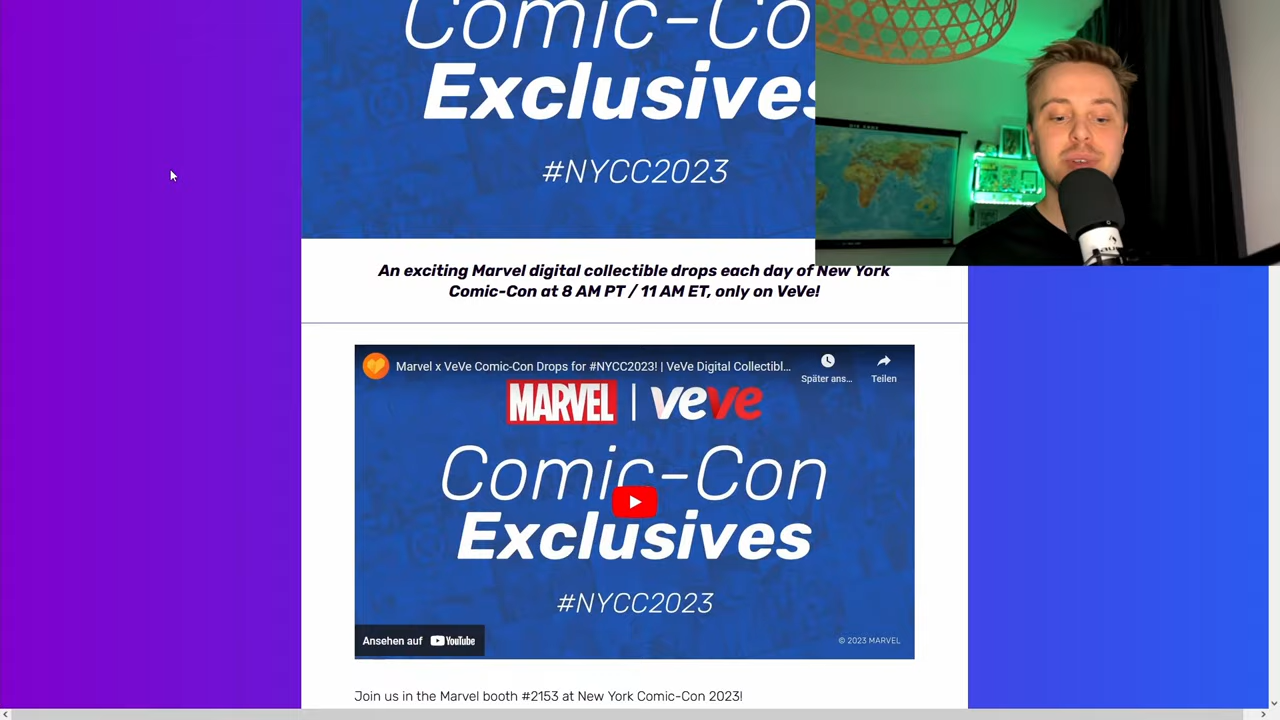 Comic-Co
Exclusives
#NYCC2023
An exciting Marvel digital collectible drops each day of New York
Comic-Con at 8 AM PT / 11 AM ET, only on VeVe!
Marvel x VeVe Comic-Con Drops for #NYCC2023! | VeVe Digital Collectibl...
Später ans...
Teilen
MARVEL | veve
Comic-Con
Exclusives
#NYCC2023
Ansehen auf YouTube
© 2023 MARVEL
Join us in the Marvel booth #2153 at New York Comic-Con 2023!